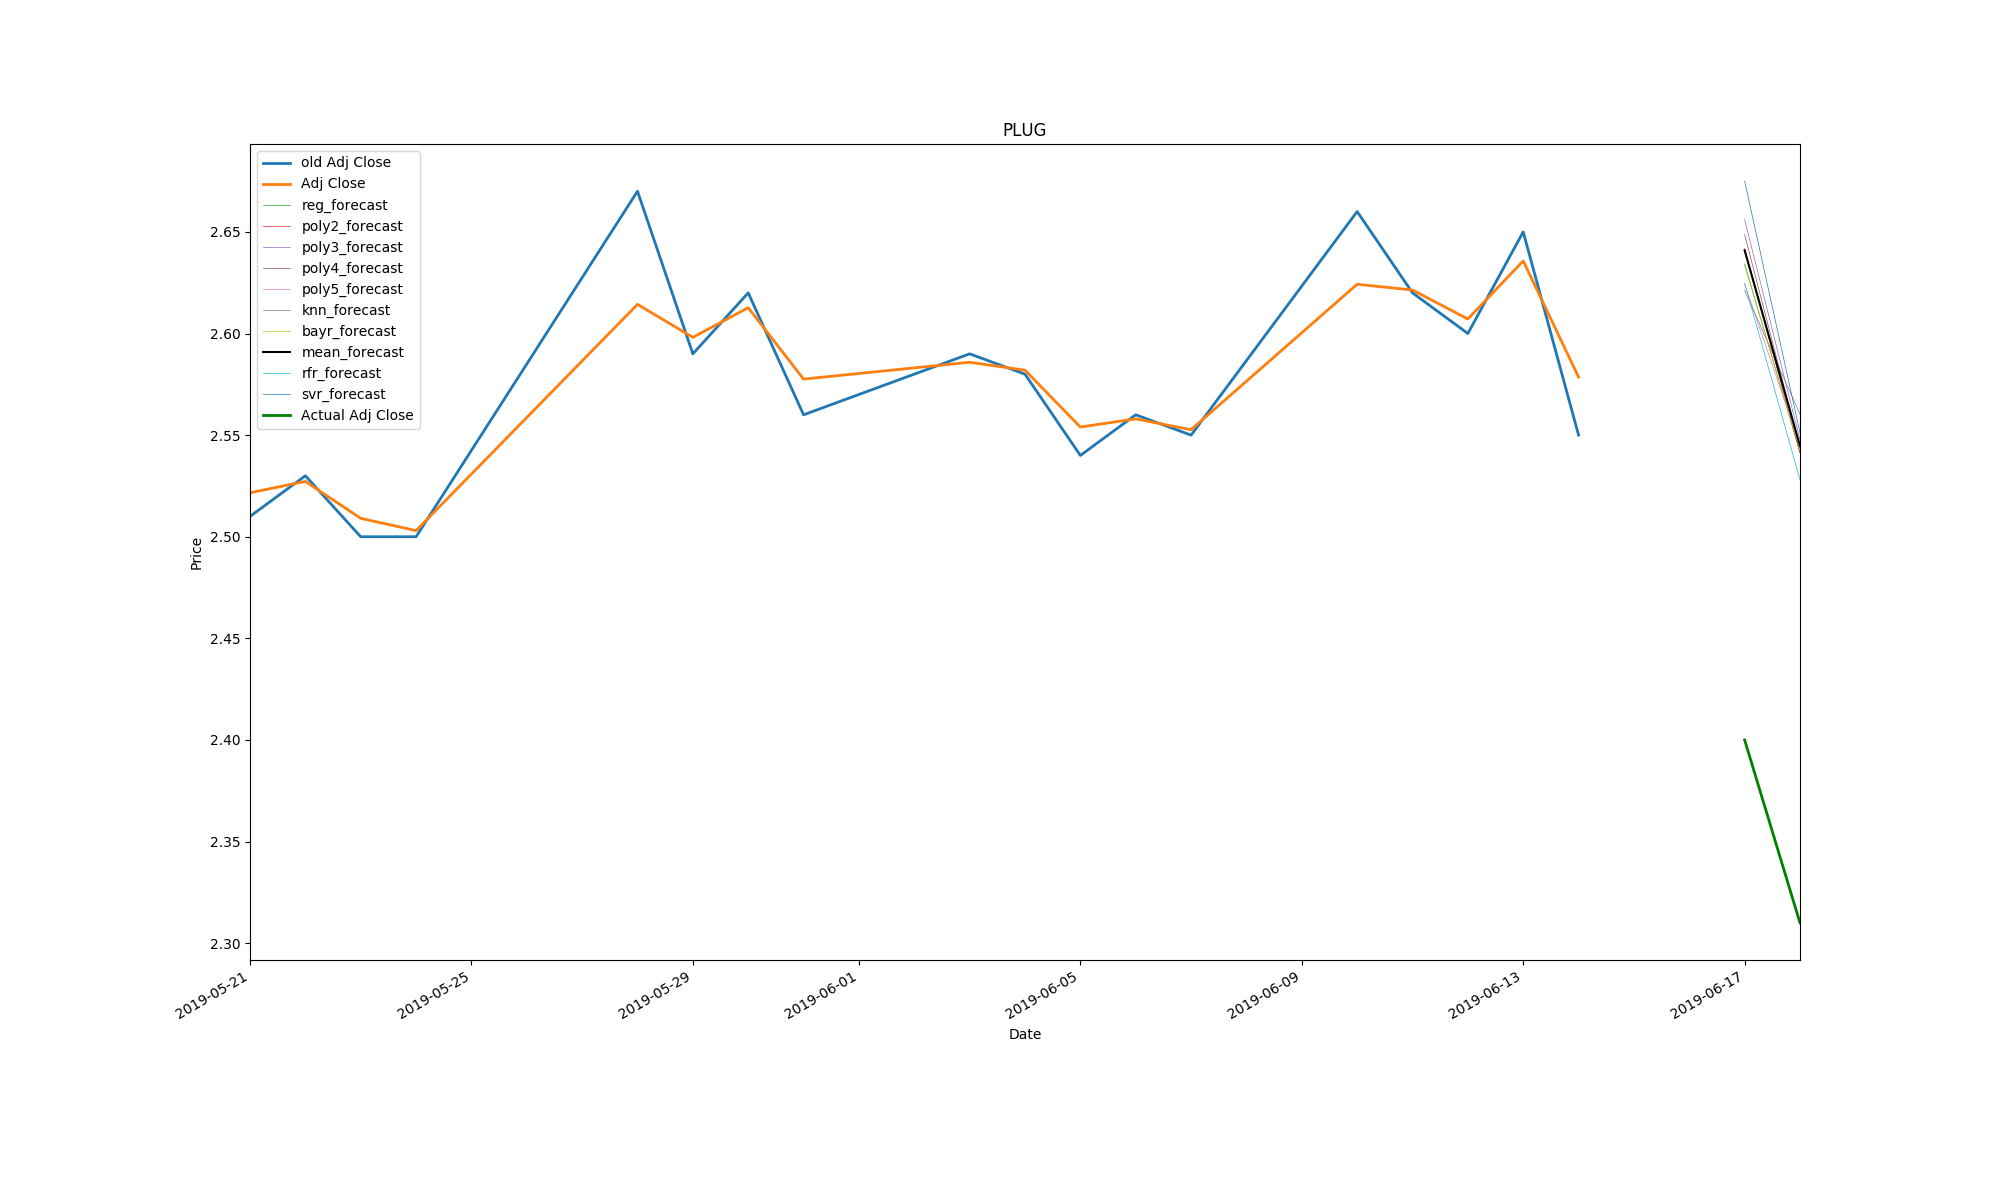 PLUG
old Adj Close
Adj Close
reg_forecast
poly2_forecast
poly3_forecast
poly4_forecast
poly5_forecast
knn_forecast
bayr_forecast
mean_forecast
rfr_forecast
svr_forecast
Actual Adj Close
2.65
2.60
2.55
2.50
2.45
2.40
2.35
2.30
Price
2019-05-21
2019-05-25
2019-05-29
2019-06-01
2019-06-05
2019-06-09
2019-06-13
2019-06-17
Date